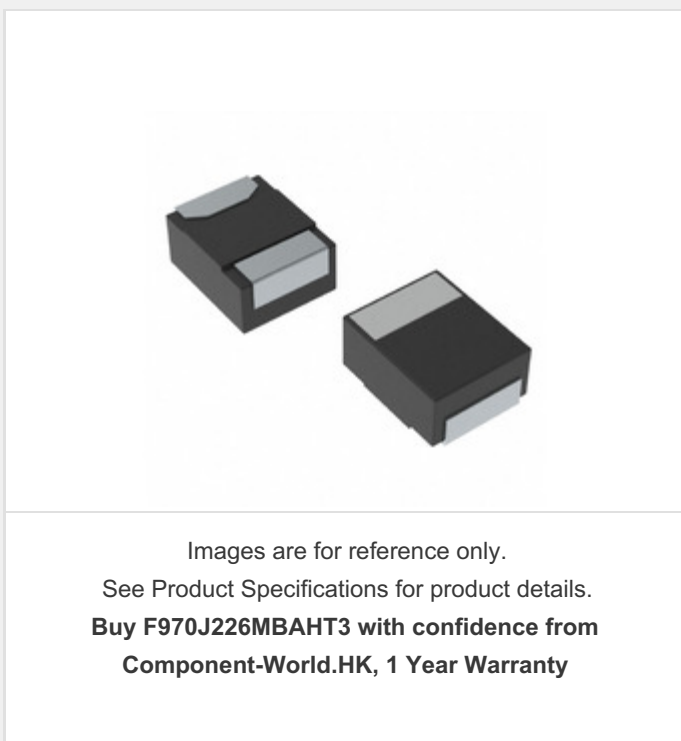 Images are for reference only.
See Product Specifications for product details.
Buy F970J226MBAHT3 with confidence from
Component-World.HK, 1 Year Warranty